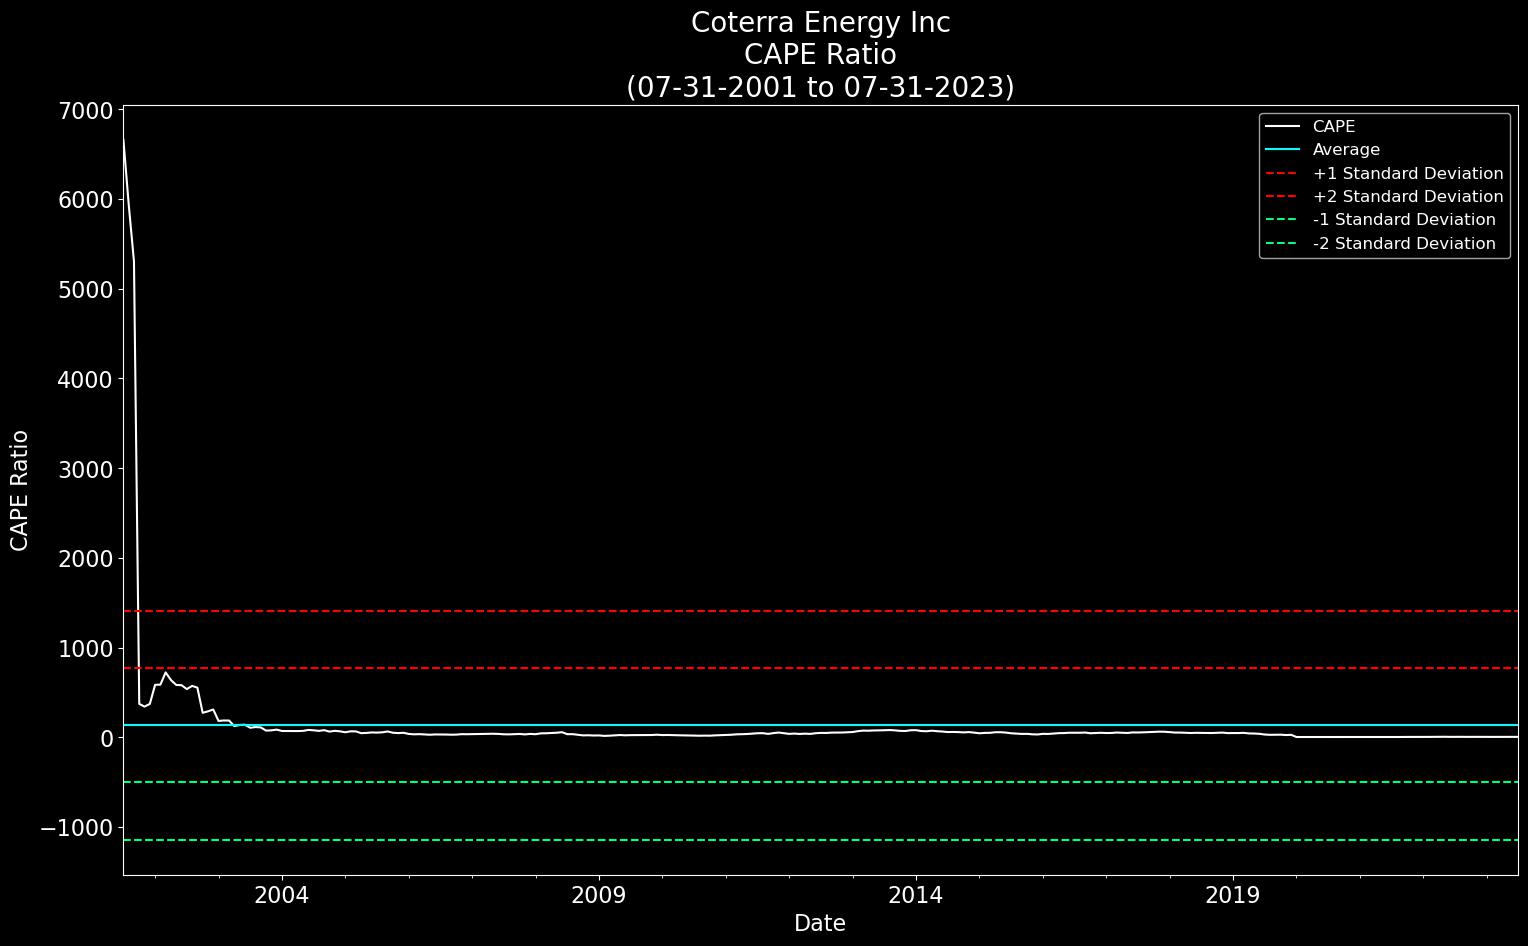 Coterra Energy Inc
CAPE Ratio
(07-31-2001 to 07-31-2023)
7000
6000
5000
4000
3000
2000
1000
0
−1000
CAPE Ratio
CAPE
Average
+1 Standard Deviation
+2 Standard Deviation
-1 Standard Deviation
-2 Standard Deviation
2004
2009
2014
2019
Date